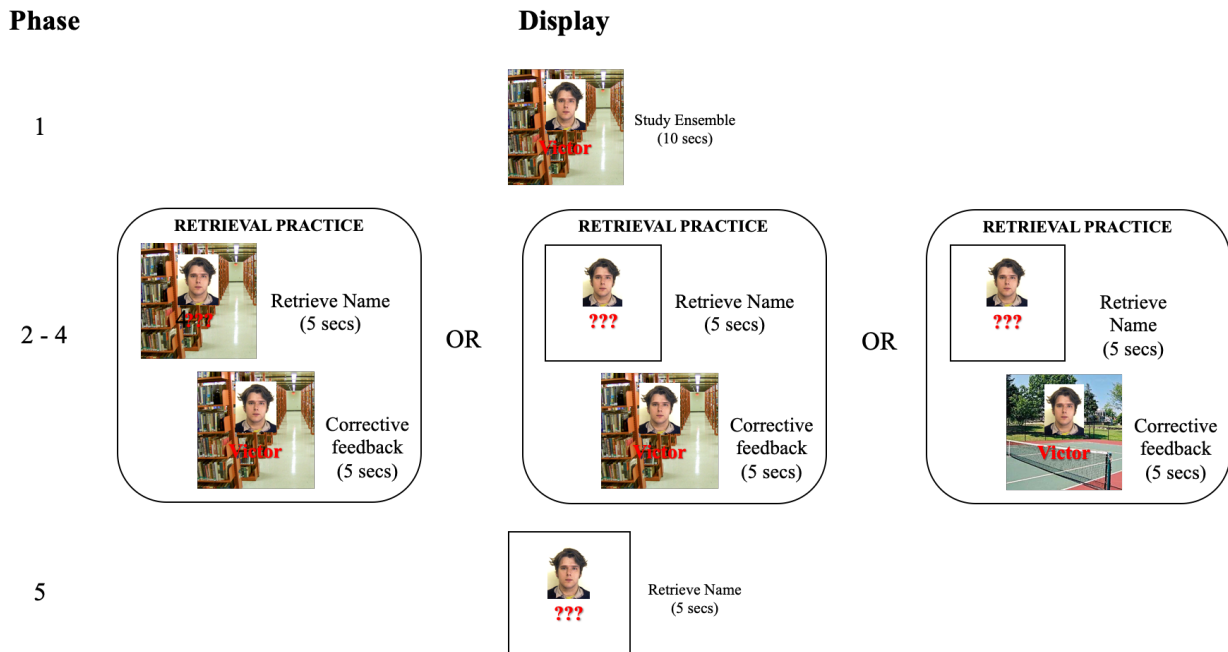 Phase
Display
1
Victor
Study Ensemble
(10 secs)
2 - 4
RETRIEVAL PRACTICE
4???
Retrieve Name
(5 secs)
Victor
Corrective
feedback
(5 secs)
OR
RETRIEVAL PRACTICE
???
Retrieve Name
(5 secs)
Victor
Corrective
feedback
(5 secs)
OR
RETRIEVAL PRACTICE
???
Retrieve
Name
(5 secs)
Victor
Corrective
feedback
(5 secs)
5
???
Retrieve Name
(5 secs)